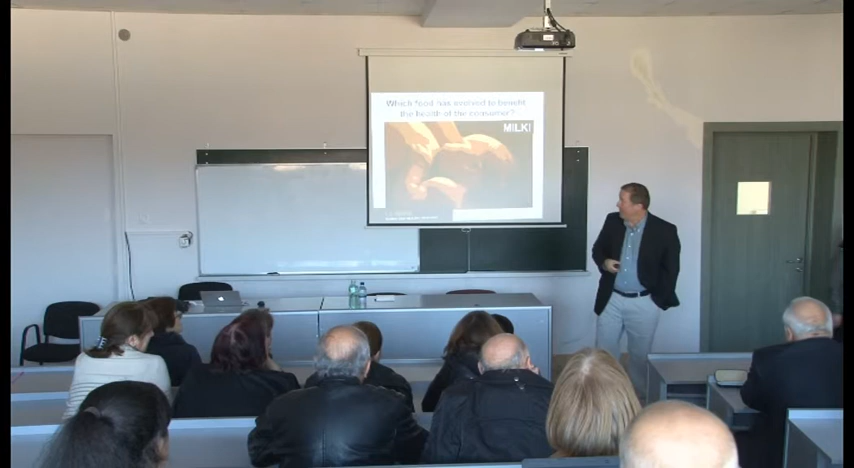 Which food has evolved to benefit
the health of the consumer?
MILK!